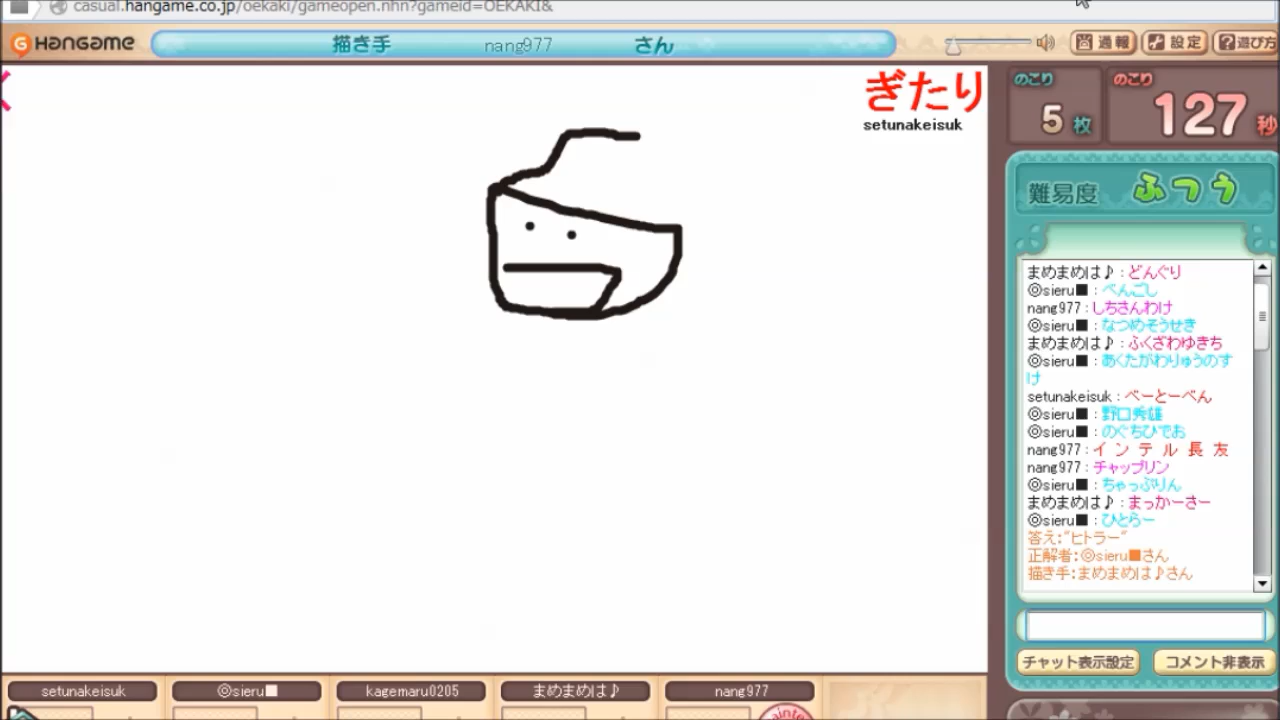 casual.hangame.co.jp/oekaki/gameopen.nhn?gameid=OEKAKI&
HANGAME
描き手 nang977 さん
通報
設定
遊び方
ぎたり
setunakeisuk
のこり
5 枚
のこり
127 秒
難易度 ふつう
まめまめは♪ : どんぐり
◎sieru■ : べんごし
nang977 : しちさんわけ
◎sieru■ : なつめそうせき
まめまめは♪ : ふくざわゆきち
◎sieru■ : あくたがわりゅうのす
け
setunakeisuk : べーとーべん
◎sieru■ : 野口秀雄
◎sieru■ : のぐちひでお
nang977 : イ ン テ ル 長 友
nang977 : チャップリン
◎sieru■ : ちゃっぷりん
まめまめは♪ : まっかーさー
◎sieru■ : ひとらー
答え:"ヒトラー"
正解者:◎sieru■さん
描き手:まめまめは♪さん
チャット表示設定
コメント非表示
setunakeisuk
◎sieru■
kagemaru0205
まめまめは♪
nang977